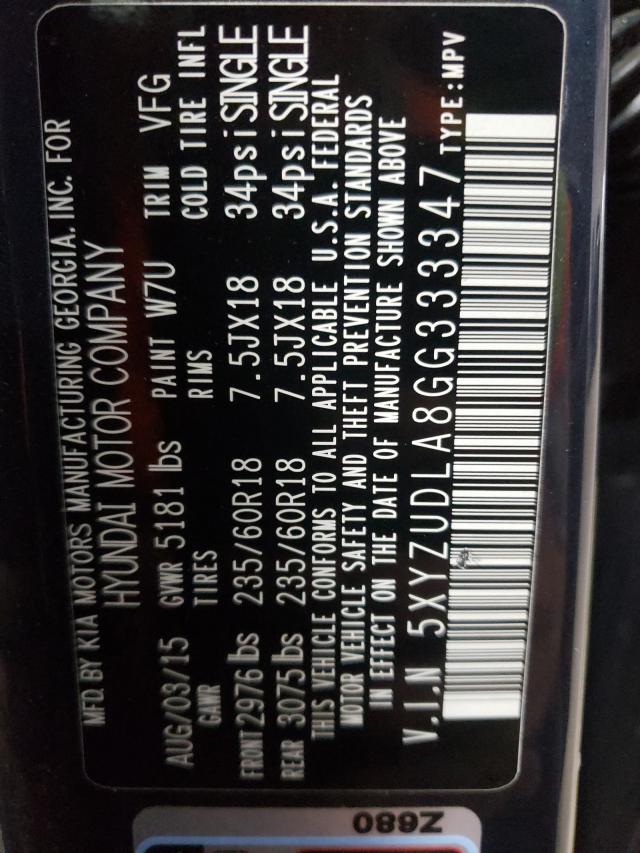 MFD. BY KIA MOTORS MANUFACTURING GEORGIA. INC. FOR
HYUNDAI MOTOR COMPANY
AUG/03/15 GVWR 5181 lbs PAINT W7U TRIM VFG
GAWR TIRES RIMS COLD TIRE INFL
FRONT 2976 lbs 235/60R18 7.5JX18 34psi SINGLE
REAR 3075 lbs 235/60R18 7.5JX18 34psi SINGLE
THIS VEHICLE CONFORMS TO ALL APPLICABLE U.S.A. FEDERAL
MOTOR VEHICLE SAFETY AND THEFT PREVENTION STANDARDS
IN EFFECT ON THE DATE OF MANUFACTURE SHOWN ABOVE
V.I.N 5XYZUDLA8GG333347 TYPE:MPV
Z680